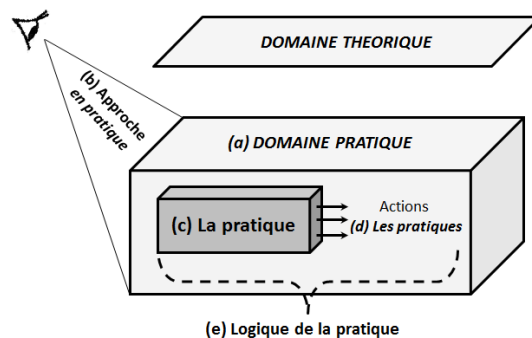 DOMAINE THEORIQUE
(b) Approche
en pratique
(a) DOMAINE PRATIQUE
(c) La pratique
Actions
(d) Les pratiques
(e) Logique de la pratique